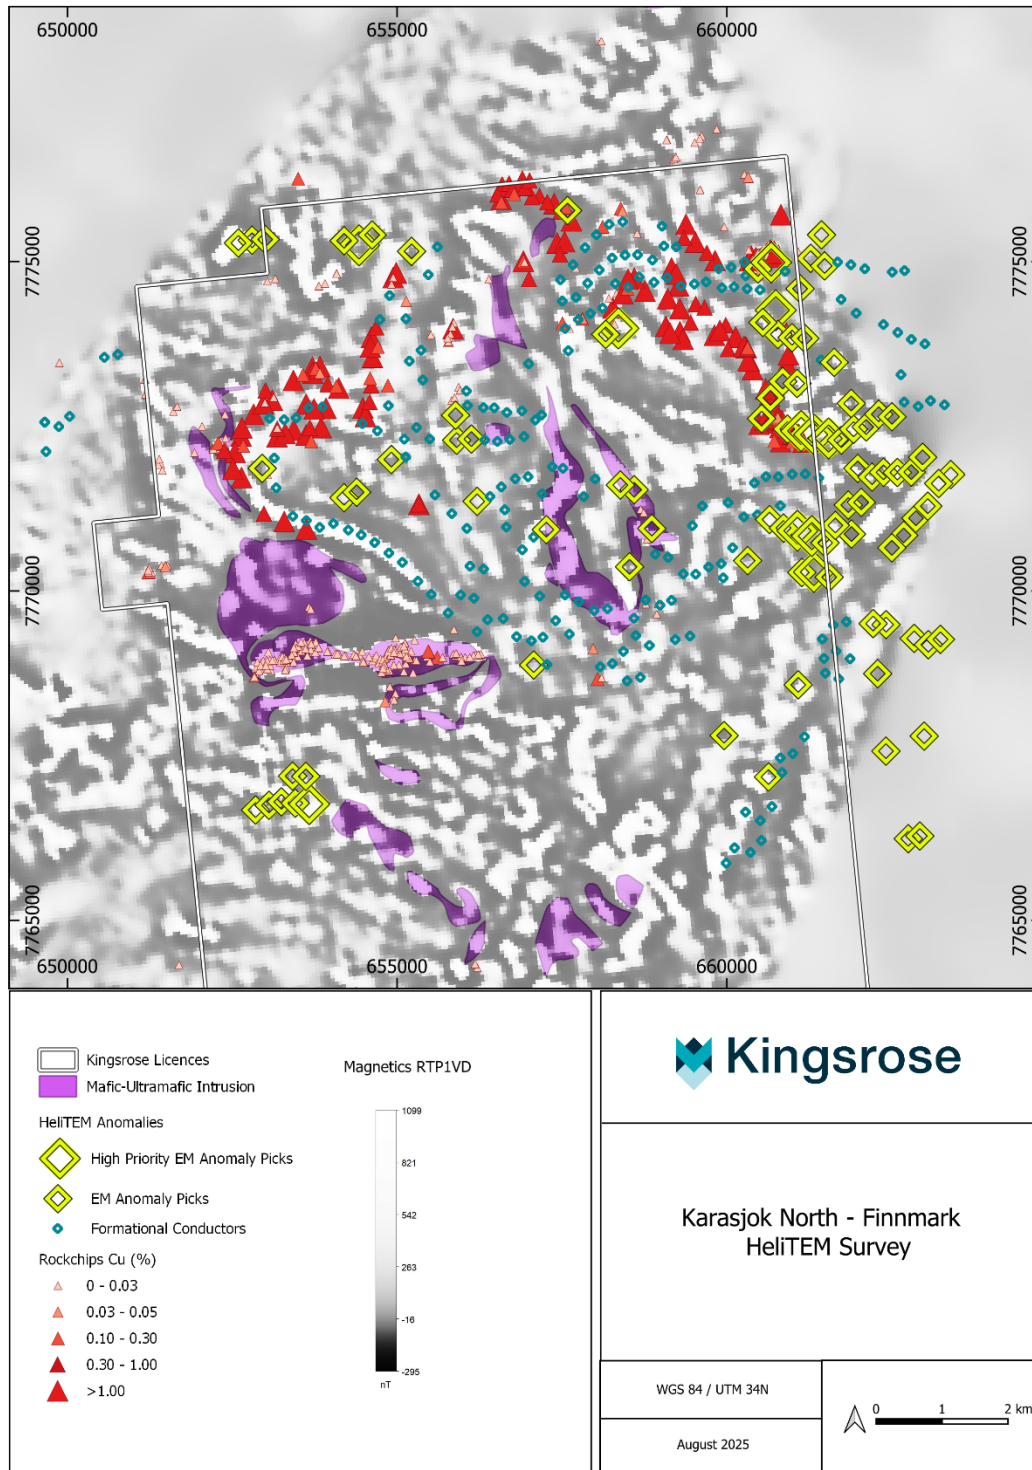 650000
655000
660000
7775000
7775000
7770000
7770000
7765000
7765000
650000
655000
660000
Kingsrose Licences
Mafic-Ultramafic Intrusion
HeliTEM Anomalies
High Priority EM Anomaly Picks
EM Anomaly Picks
Formational Conductors
Rockchips Cu (%)
0 - 0.03
0.03 - 0.05
0.10 - 0.30
0.30 - 1.00
>1.00
Magnetics RTP1VD
1099
821
542
263
-16
-295
nT
Kingsrose
Karasjok North - Finnmark
HeliTEM Survey
WGS 84 / UTM 34N
August 2025
0 1 2 km